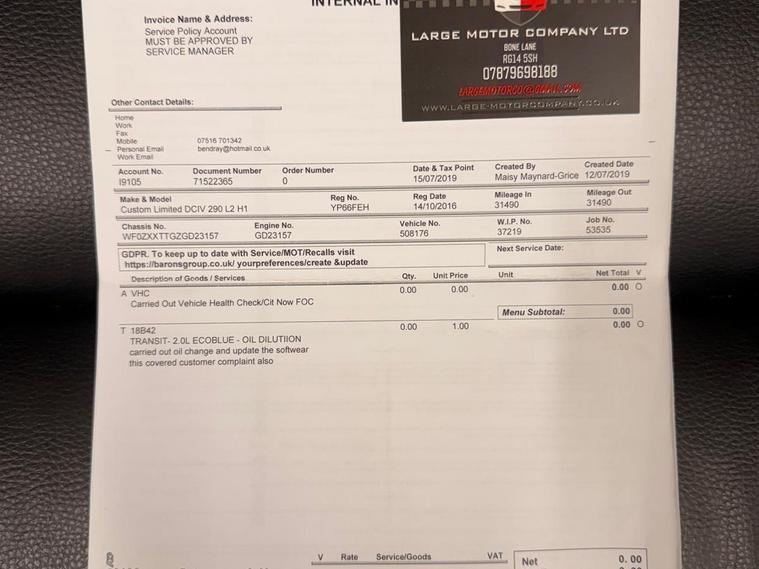 INTERNAL IN
Invoice Name & Address:
Service Policy Account
MUST BE APPROVED BY
SERVICE MANAGER
LARGE MOTOR COMPANY LTD
BONE LANE
RG14 5SH
07879698188
LARGEMOTORCO@GMAIL.COM
WWW.LARGE-MOTORCOMPANY.CO.UK
Other Contact Details:
Home
Work
Fax
Mobile 07516 701342
Personal Email bendray@hotmail co.uk
Work Email
Account No. Document Number Order Number Date & Tax Point Created By Created Date
I9105 71522365 0 15/07/2019 Maisy Maynard-Grice 12/07/2019
Make & Model Reg No. Reg Date Mileage In Mileage Out
Custom Limited DCIV 290 L2 H1 YP66FEH 14/10/2016 31490 31490
Chassis No. Engine No. Vehicle No. W.I.P. No. Job No.
WF0ZXXTTGZGD23157 GD23157 508176 37219 53535
GDPR. To keep up to date with Service/MOT/Recalls visit
https://baronsgroup.co.uk/ yourpreferences/create &update
Next Service Date:
Description of Goods / Services Qty. Unit Price Unit Net Total V
A VHC 0.00 0.00 0.00 O
Carried Out Vehicle Health Check/Cit Now FOC
Menu Subtotal: 0.00
T 18B42 0.00 1.00 0.00 O
TRANSIT- 2.0L ECOBLUE - OIL DILUTIION
carried out oil change and update the softwear
this covered customer complaint also
V Rate Service/Goods VAT
Net 0.00